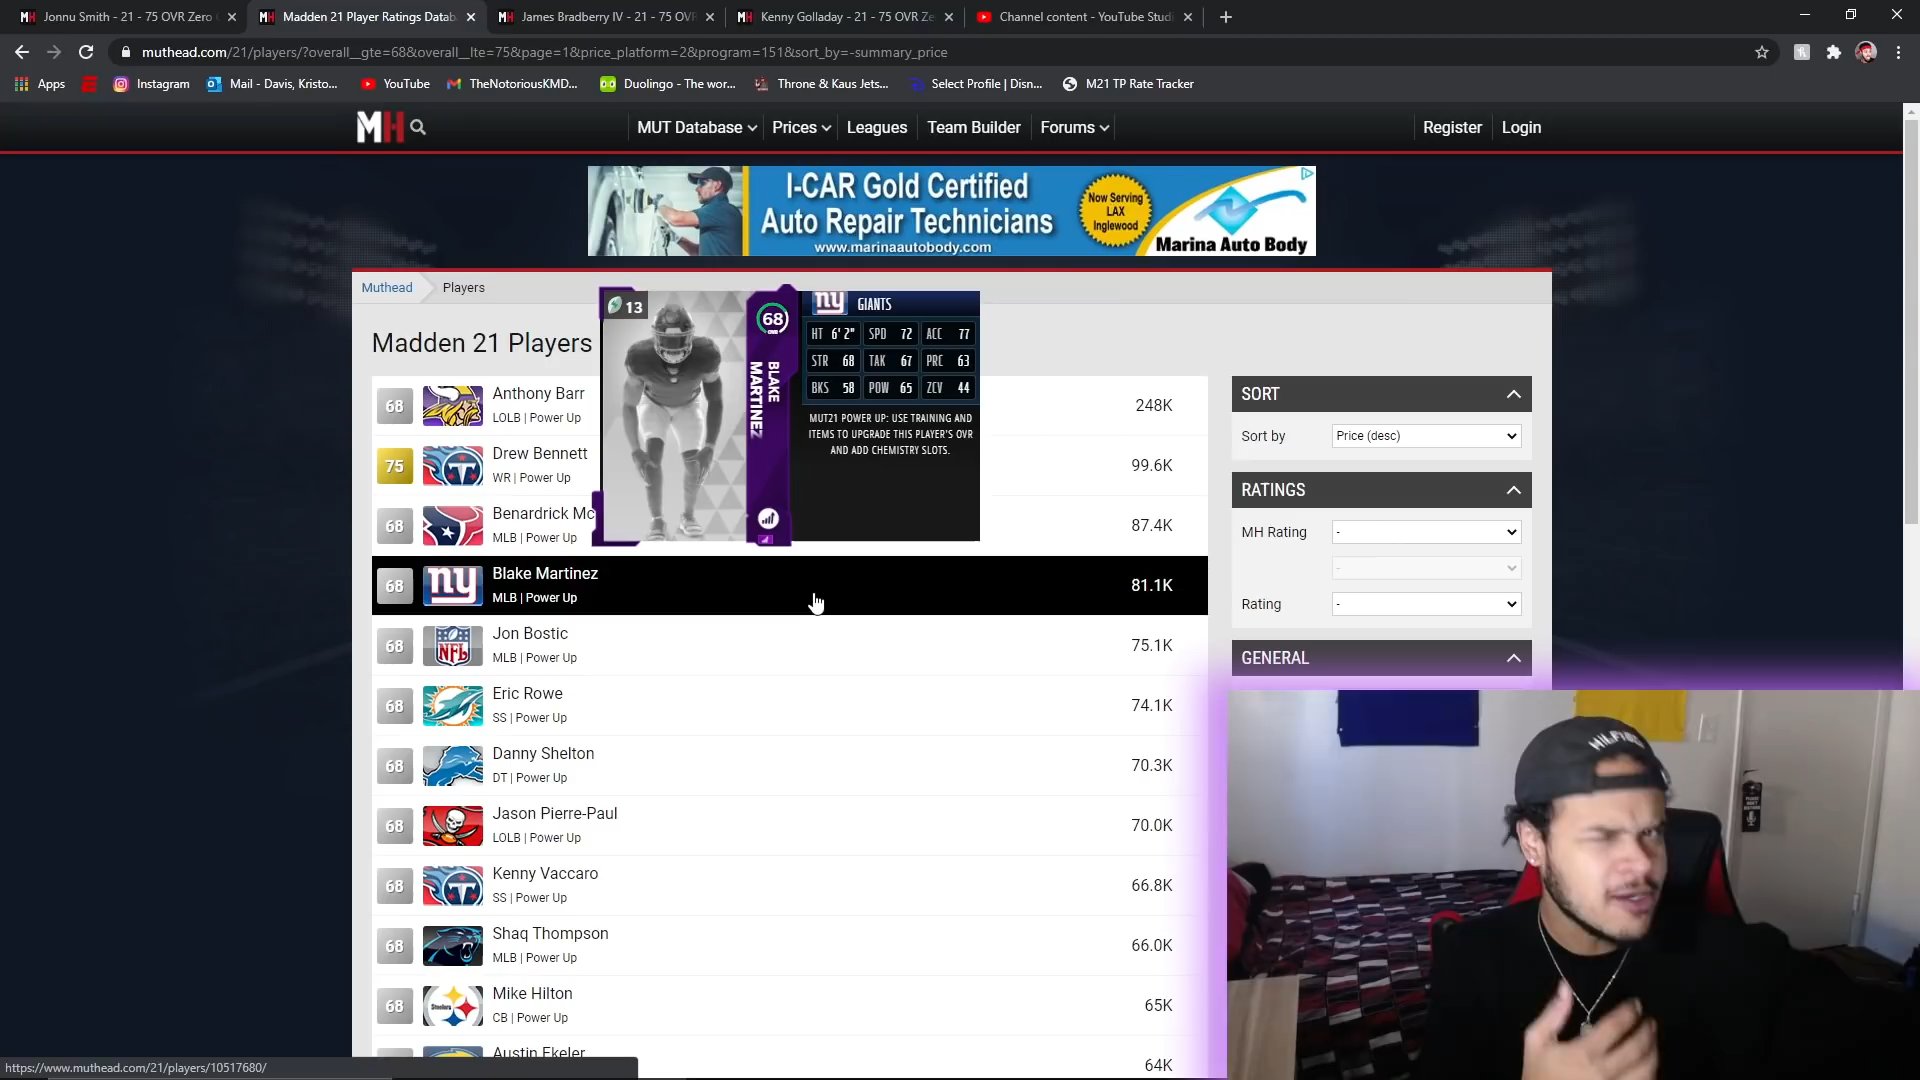 Jonnu Smith - 21 - 75 OVR Zero
Madden 21 Player Ratings Datab
James Bradberry IV - 21 - 75 OVR
Kenny Golladay - 21 - 75 OVR Ze
Channel content - YouTube Studi
muthead.com/21/players/?overall__gte=68&overall__lte=75&page=1&price_platform=2&program=151&sort_by=-summary_price
Apps
Instagram
Mail - Davis, Kristo...
YouTube
TheNotoriousKMD...
Duolingo - The wor...
Throne & Kaus Jets...
Select Profile | Disn...
M21 TP Rate Tracker
MH
MUT Database
Prices
Leagues
Team Builder
Forums
Register
Login
I-CAR Gold Certified
Auto Repair Technicians
www.marinaautobody.com
Now Serving
LAX
Inglewood
Marina Auto Body
Muthead
Players
Madden 21 Players
13
68
OVR
BLAKE
MARTINEZ
ny GIANTS
HT 6' 2" SPD 72 ACC 77
STR 68 TAK 67 PRC 63
BKS 58 POW 65 ZCV 44
MUT21 POWER UP: USE TRAINING AND
ITEMS TO UPGRADE THIS PLAYER'S OVR
AND ADD CHEMISTRY SLOTS.
68 Anthony Barr 248K
LOLB | Power Up
75 Drew Bennett 99.6K
WR | Power Up
68 Benardrick Mc 87.4K
MLB | Power Up
68 ny Blake Martinez 81.1K
MLB | Power Up
68 NFL Jon Bostic 75.1K
MLB | Power Up
68 Eric Rowe 74.1K
SS | Power Up
68 Danny Shelton 70.3K
DT | Power Up
68 Jason Pierre-Paul 70.0K
LOLB | Power Up
68 Kenny Vaccaro 66.8K
SS | Power Up
68 Shaq Thompson 66.0K
MLB | Power Up
68 Steelers Mike Hilton 65K
CB | Power Up
Austin Ekeler 64K
SORT
Sort by Price (desc)
RATINGS
MH Rating -
-
Rating -
GENERAL
https://www.muthead.com/21/players/10517680/